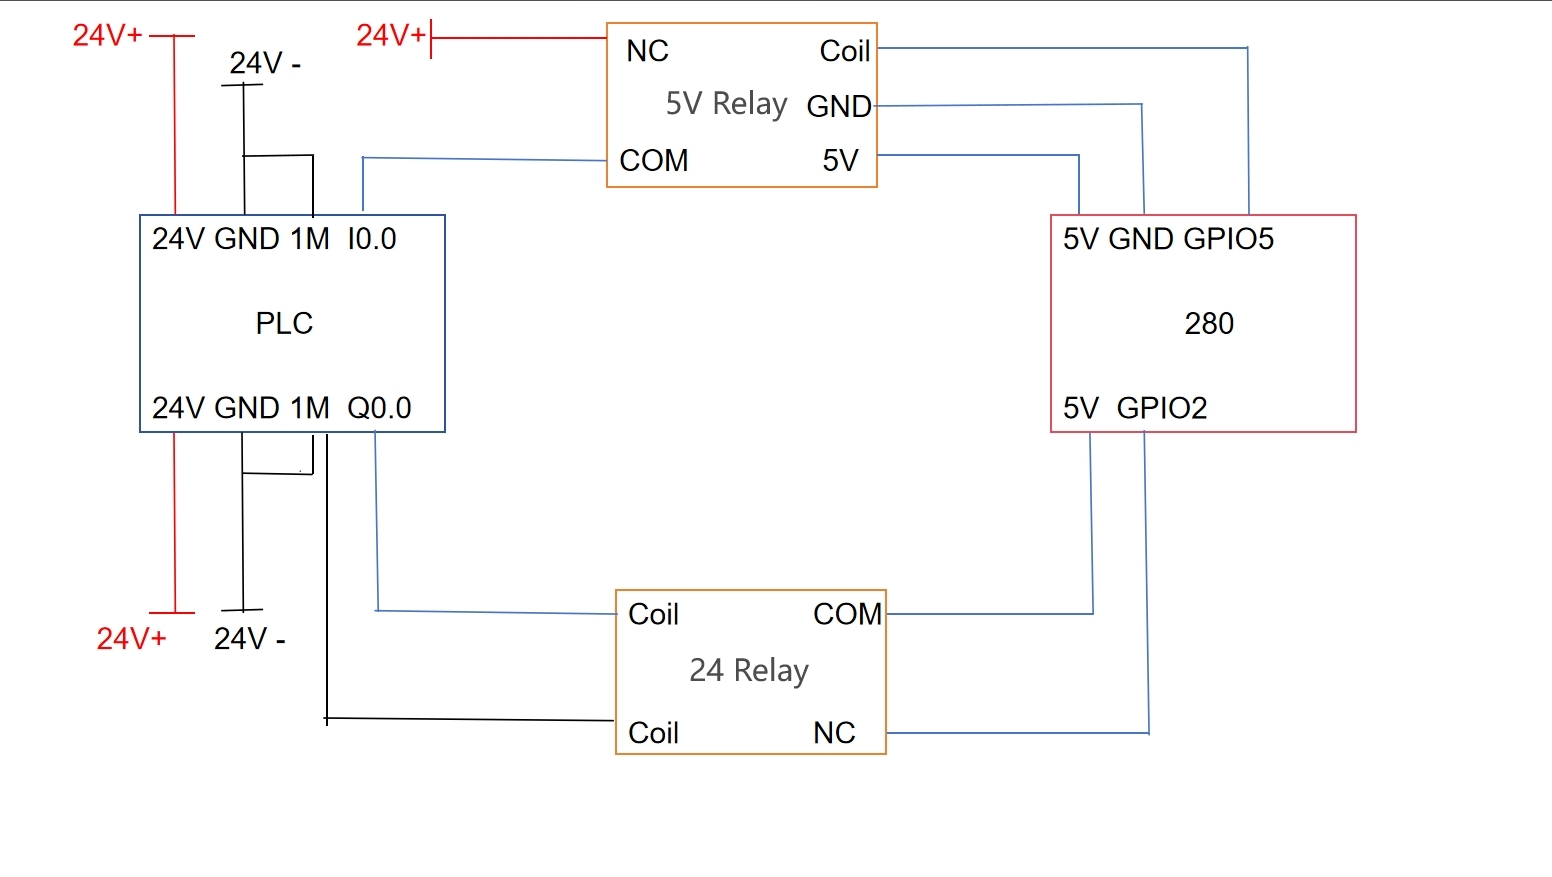 24V+
24V -
24V+
NC Coil
5V Relay GND
COM 5V
24V GND 1M I0.0
PLC
24V GND 1M Q0.0
5V GND GPIO5
280
5V GPIO2
24V+
24V -
Coil COM
24 Relay
Coil NC